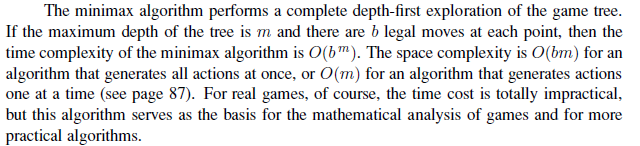 The minimax algorithm performs a complete depth-first exploration of the game tree.
If the maximum depth of the tree is m and there are b legal moves at each point, then the
time complexity of the minimax algorithm is O(b^m). The space complexity is O(bm) for an
algorithm that generates all actions at once, or O(m) for an algorithm that generates actions
one at a time (see page 87). For real games, of course, the time cost is totally impractical,
but this algorithm serves as the basis for the mathematical analysis of games and for more
practical algorithms.